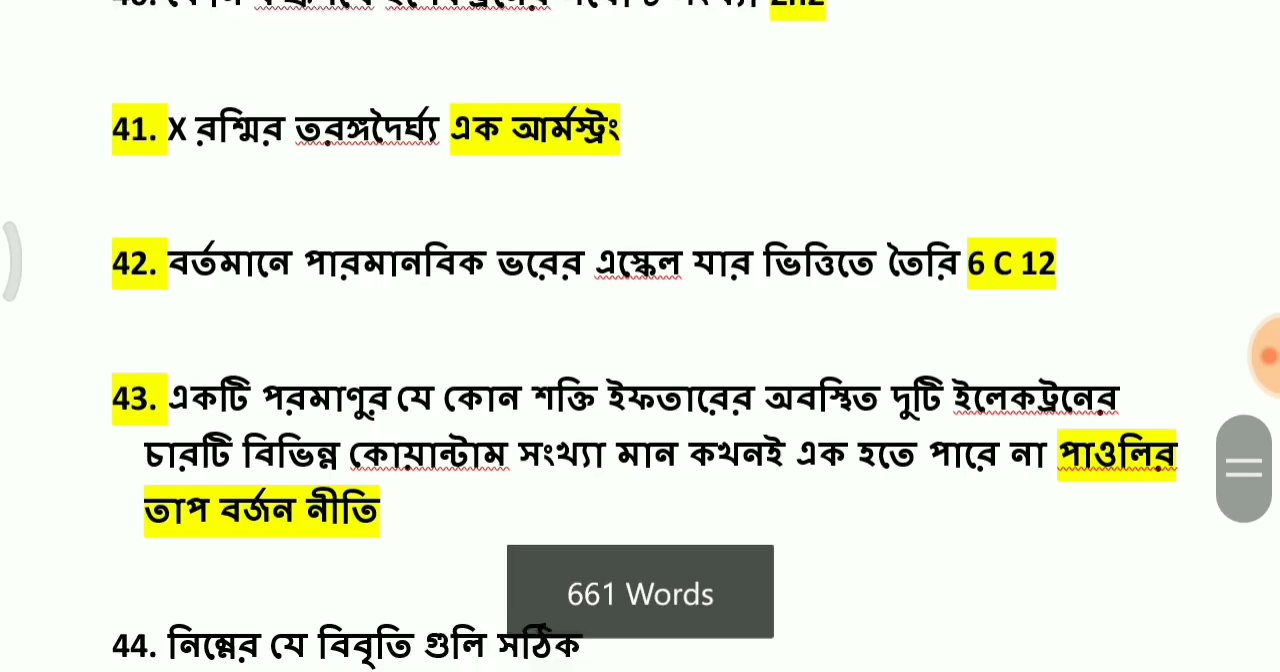 41. X রশ্মির তরঙ্গদৈর্ঘ্য এক আর্মস্ট্রং
42. বর্তমানে পারমানবিক ভরের এস্কেল যার ভিত্তিতে তৈরি 6 C 12
43. একটি পরমাণুর যে কোন শক্তি ইফতারের অবস্থিত দুটি ইলেকট্রনের
চারটি বিভিন্ন কোয়ান্টাম সংখ্যা মান কখনই এক হতে পারে না পাওলির
তাপ বর্জন নীতি
661 Words
44. নিম্নের যে বিবৃতি গুলি সঠিক